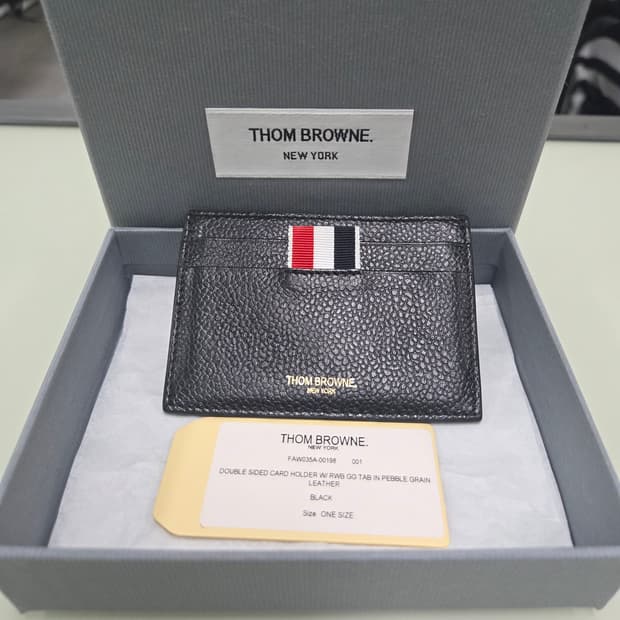 THOM BROWNE.
NEW YORK
THOM BROWNE.
NEW YORK
THOM BROWNE.
NEW YORK
FAW035A-00198 001
DOUBLE SIDED CARD HOLDER W/ RWB GG TAB IN PEBBLE GRAIN
LEATHER
BLACK
Size ONE SIZE